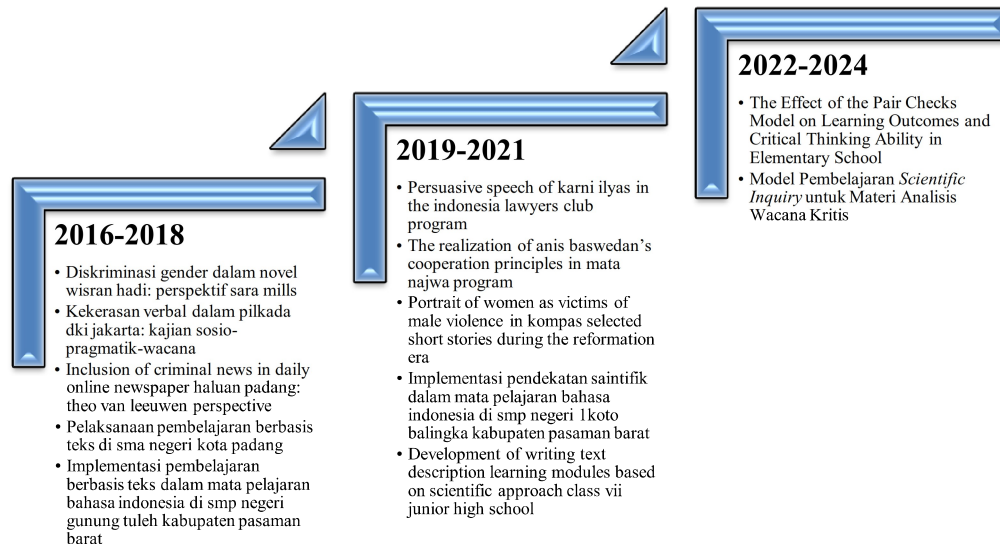 2016-2018
• Diskriminasi gender dalam novel
wisran hadi: perspektif sara mills
• Kekerasan verbal dalam pilkada
dki jakarta: kajian sosio-
pragmatik-wacana
• Inclusion of criminal news in daily
online newspaper haluan padang:
theo van leeuwen perspective
• Pelaksanaan pembelajaran berbasis
teks di sma negeri kota padang
• Implementasi pembelajaran
berbasis teks dalam mata pelajaran
bahasa indonesia di smp negeri
gunung tuleh kabupaten pasaman
barat
2019-2021
• Persuasive speech of karni ilyas in
the indonesia lawyers club
program
• The realization of anis baswedan’s
cooperation principles in mata
najwa program
• Portrait of women as victims of
male violence in kompas selected
short stories during the reformation
era
• Implementasi pendekatan saintifik
dalam mata pelajaran bahasa
indonesia di smp negeri 1koto
balingka kabupaten pasaman barat
• Development of writing text
description learning modules based
on scientific approach class vii
junior high school
2022-2024
• The Effect of the Pair Checks
Model on Learning Outcomes and
Critical Thinking Ability in
Elementary School
• Model Pembelajaran Scientific
Inquiry untuk Materi Analisis
Wacana Kritis